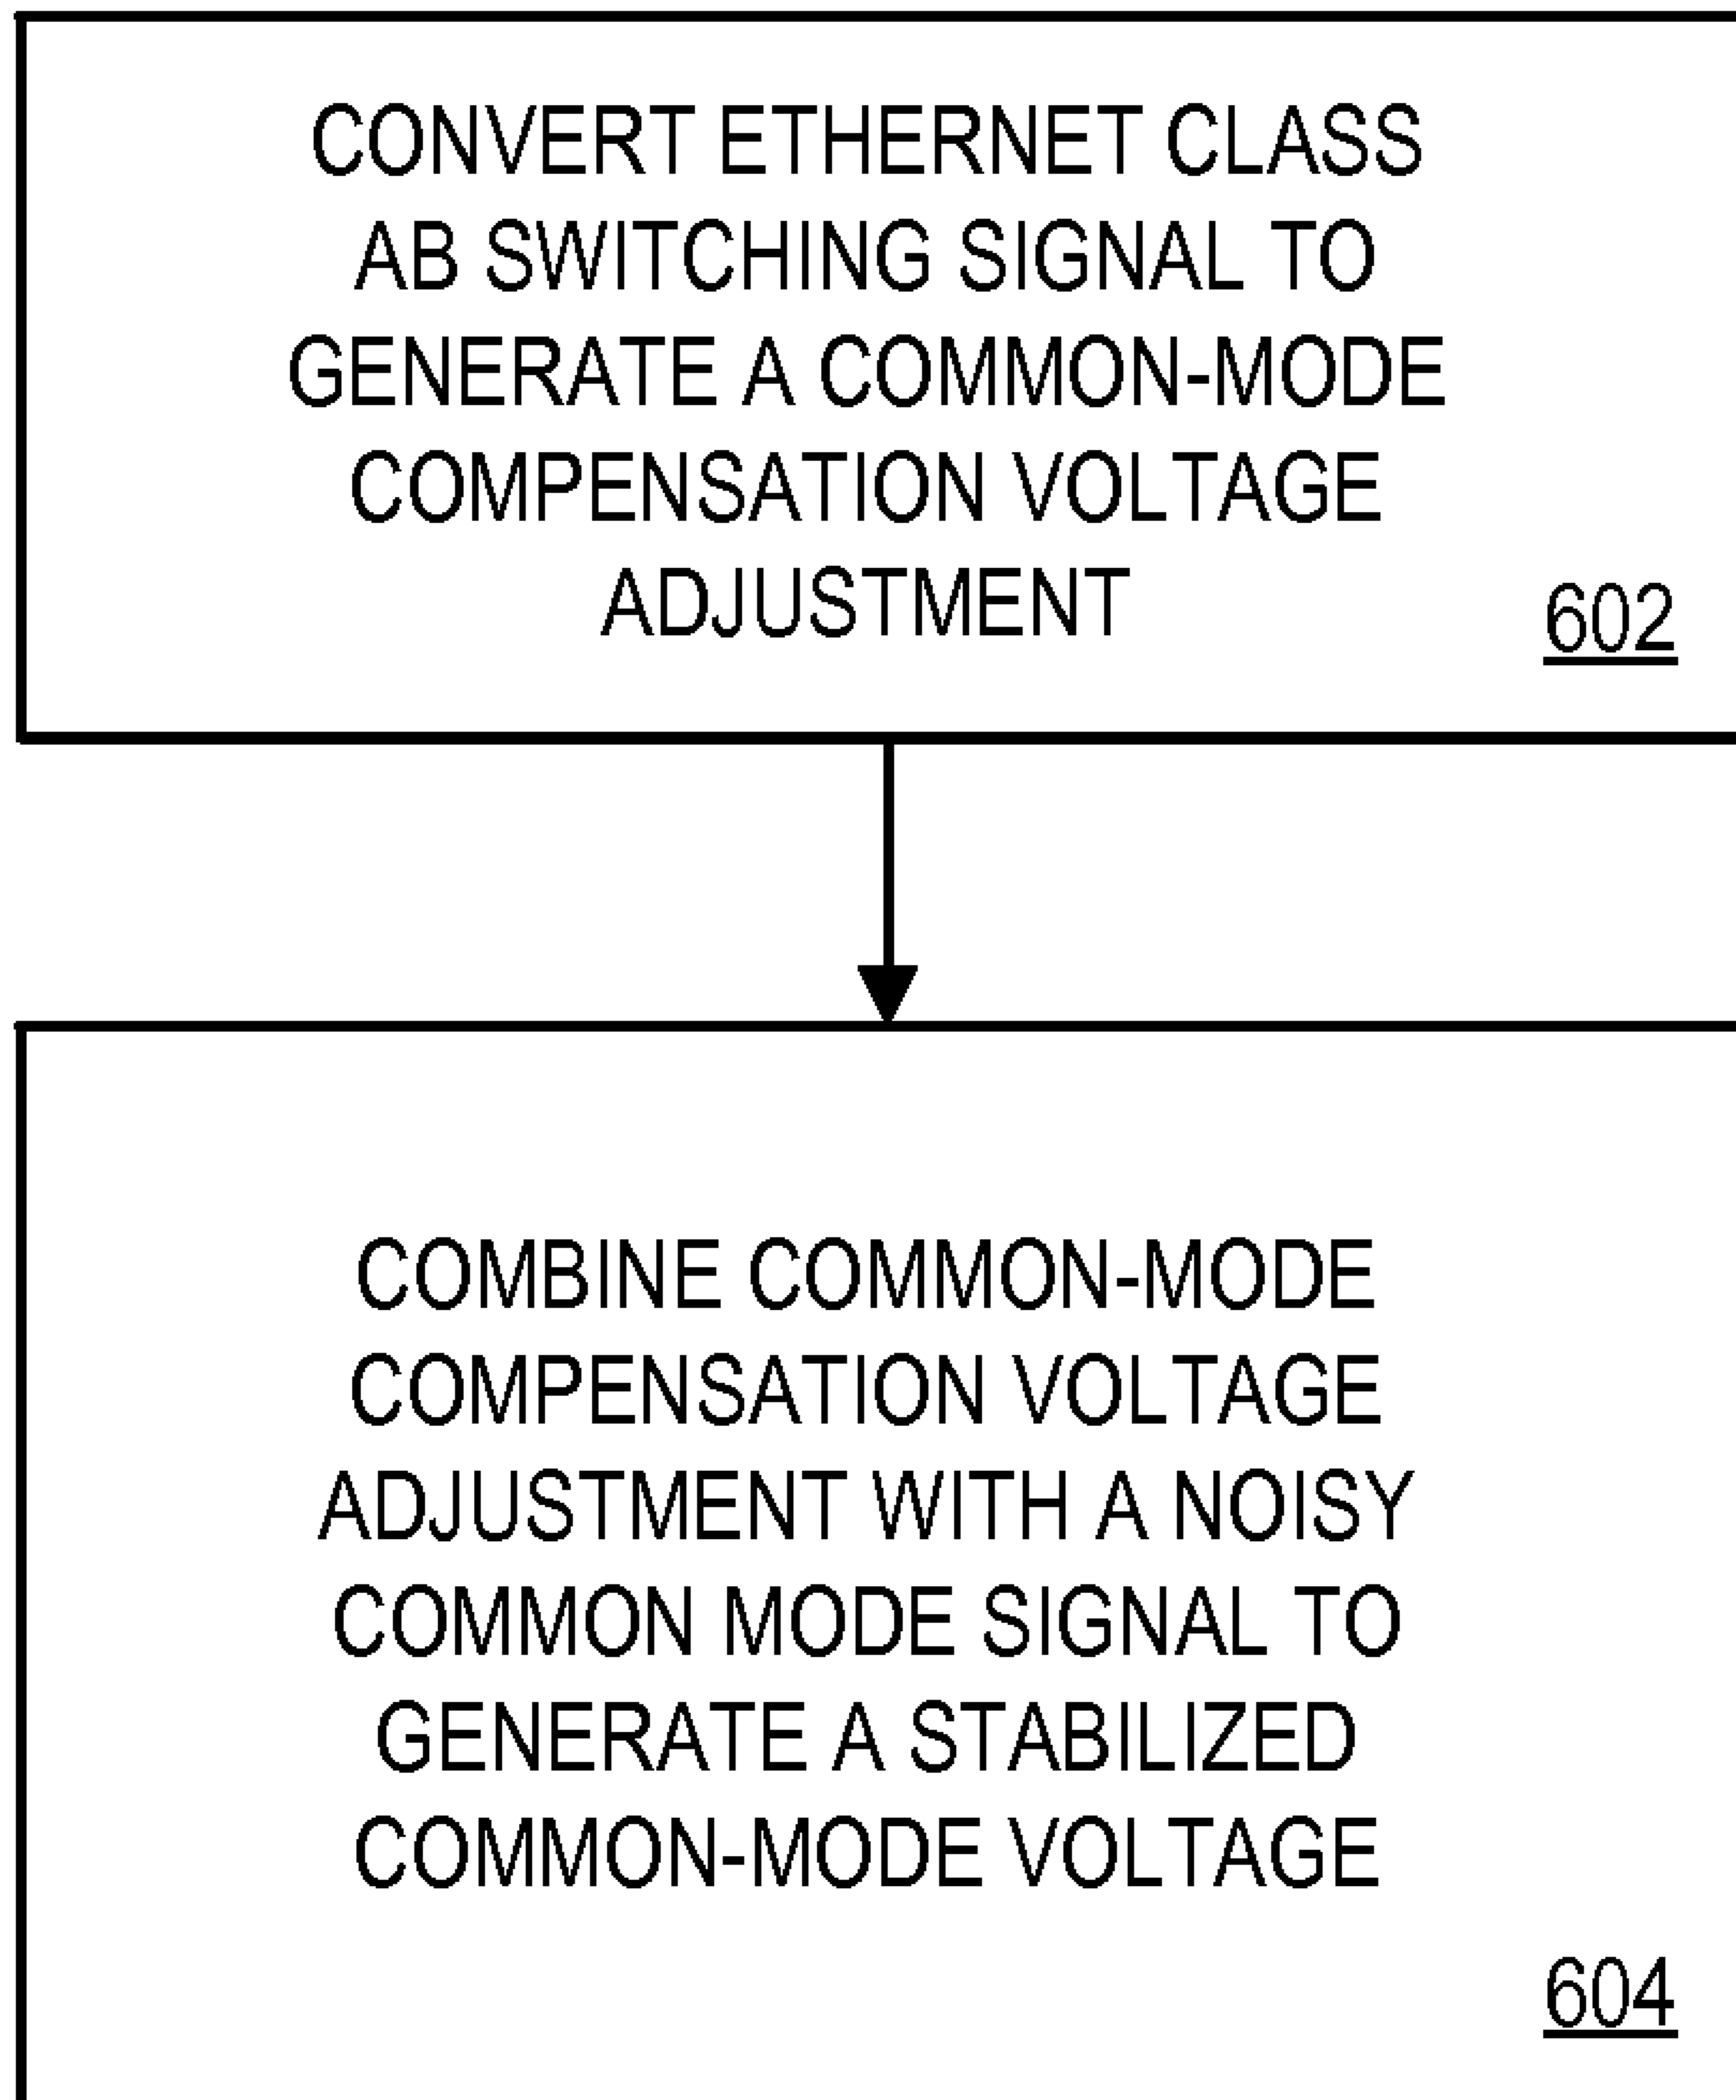 CONVERT ETHERNET CLASS
AB SWITCHING SIGNAL TO
GENERATE A COMMON-MODE
COMPENSATION VOLTAGE
ADJUSTMENT
602
COMBINE COMMON-MODE
COMPENSATION VOLTAGE
ADJUSTMENT WITH A NOISY
COMMON MODE SIGNAL TO
GENERATE A STABILIZED
COMMON-MODE VOLTAGE
604